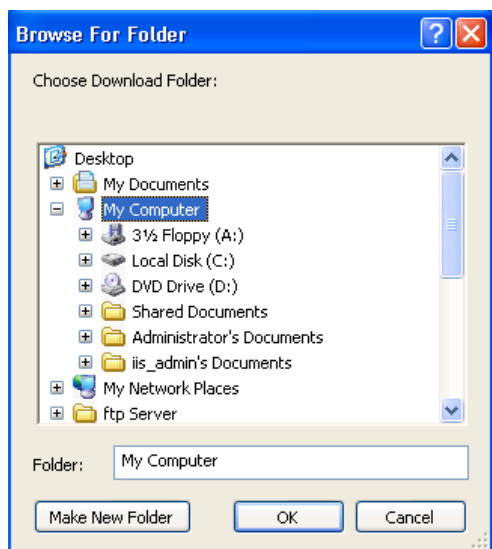 Browse For Folder
Choose Download Folder:
Desktop
My Documents
My Computer
3½ Floppy (A:)
Local Disk (C:)
DVD Drive (D:)
Shared Documents
Administrator's Documents
iis_admin's Documents
My Network Places
ftp Server
Folder: My Computer
Make New Folder OK Cancel